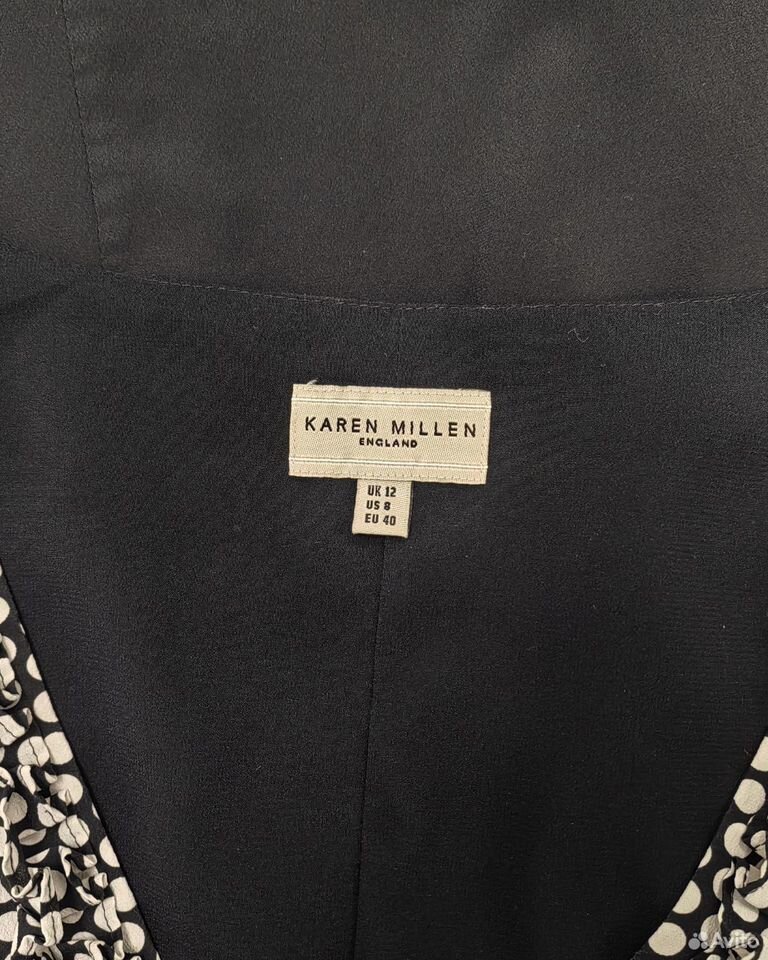 KAREN MILLEN
ENGLAND
UK 12
US 8
EU 40
Avito